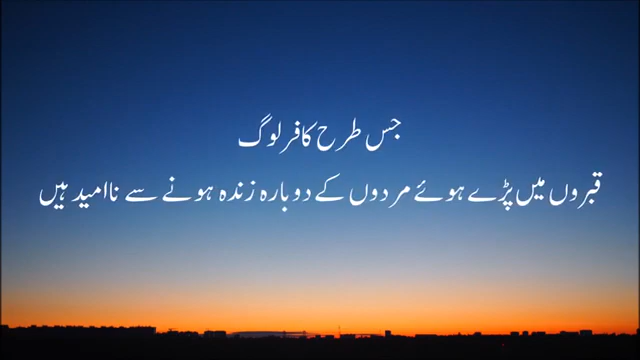 جس طرح کافر لوگ
قبروں میں پڑے ہوئے مردوں کے دوبارہ زندہ ہونے سے ناامید ہیں